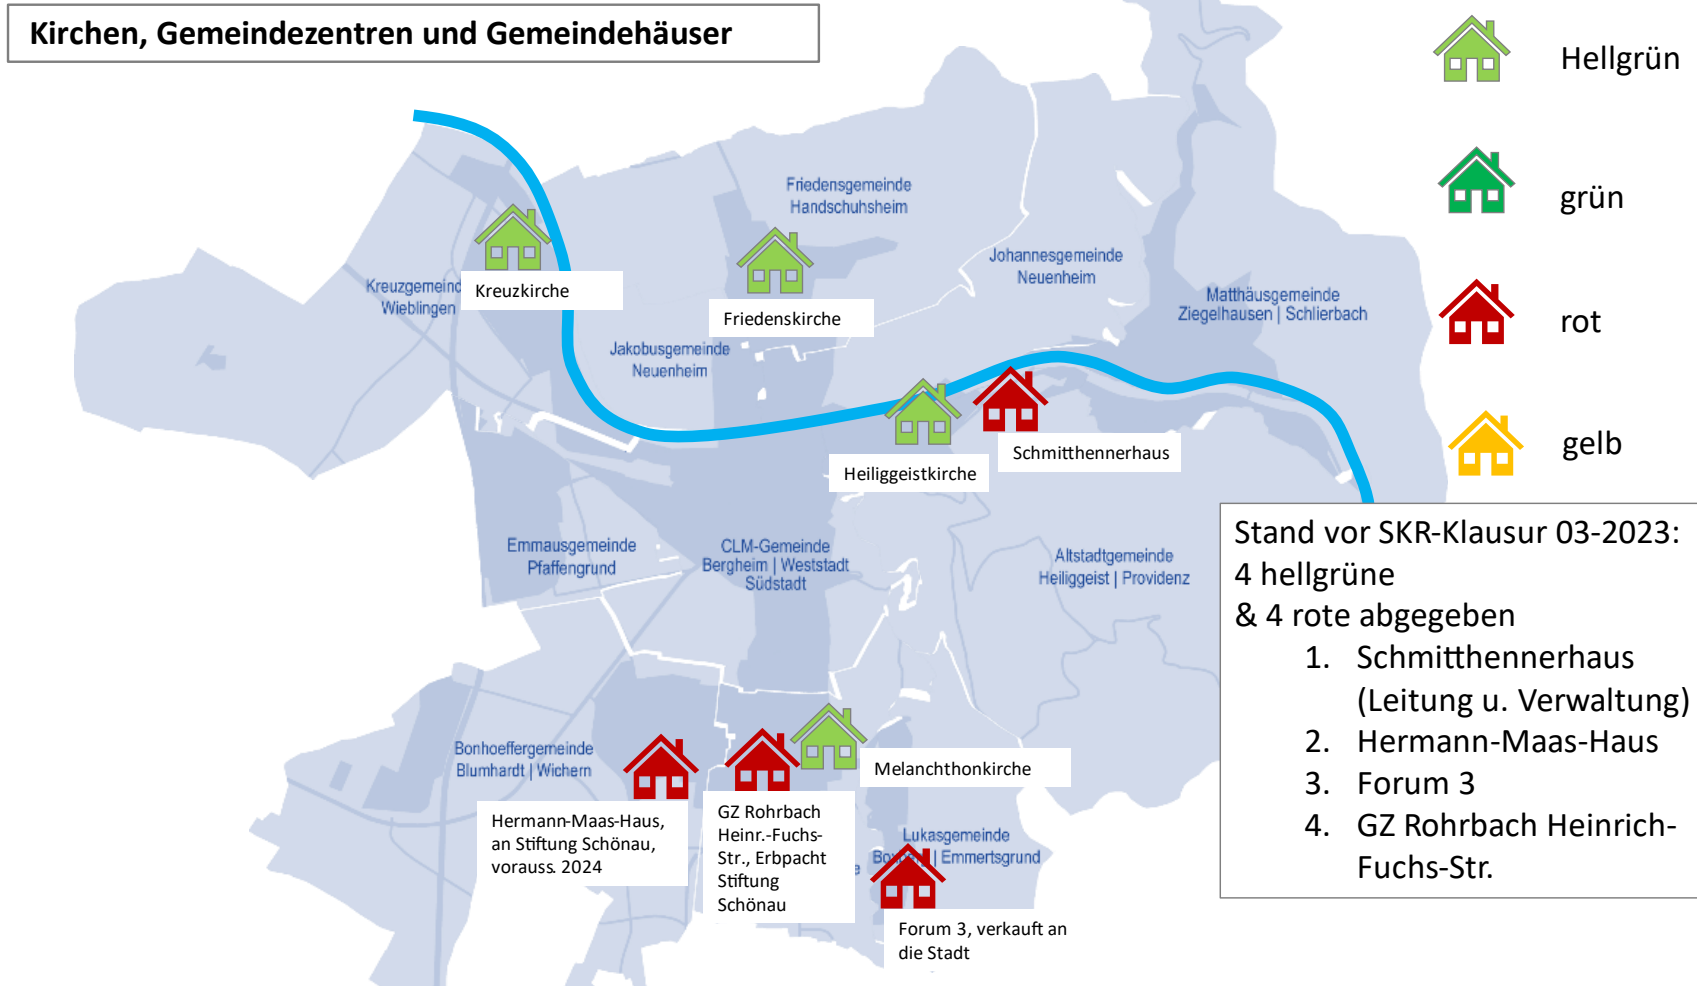 Kirchen, Gemeindezentren und Gemeindehäuser
Hellgrün
grün
rot
gelb
Friedensgemeinde
Handschuhsheim
Johannesgemeinde
Neuenheim
Kreuzgemeind
Wieblingen
Kreuzkirche
Friedenskirche
Matthäusgemeinde
Ziegelhausen | Schlierbach
Jakobusgemeinde
Neuenheim
Heiliggeistkirche
Schmitthennerhaus
Emmausgemeinde
Pfaffengrund
CLM-Gemeinde
Bergheim | Weststadt
Südstadt
Altstadtgemeinde
Heiliggeist | Providenz
Stand vor SKR-Klausur 03-2023:
4 hellgrüne
& 4 rote abgegeben
1. Schmitthennerhaus
(Leitung u. Verwaltung)
2. Hermann-Maas-Haus
3. Forum 3
4. GZ Rohrbach Heinrich-
Fuchs-Str.
Bonhoeffergemeinde
Blumhardt | Wichern
Melanchthonkirche
Hermann-Maas-Haus,
an Stiftung Schönau,
vorauss. 2024
GZ Rohrbach
Heinr.-Fuchs-
Str., Erbpacht
Stiftung
Schönau
Lukasgemeinde
| Emmertsgrund
Forum 3, verkauft an
die Stadt